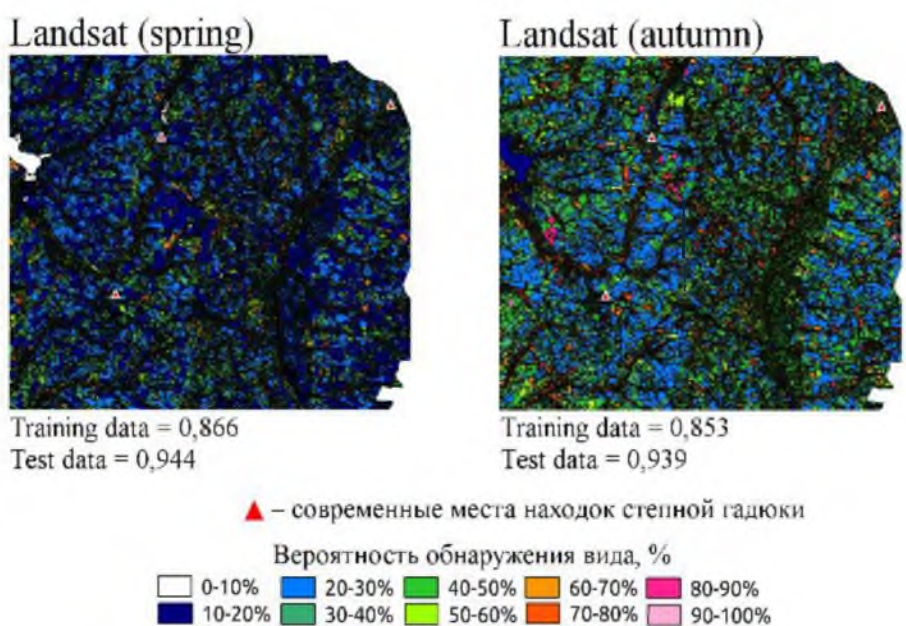 Landsat (spring)
Landsat (autumn)
Training data = 0,866
Test data = 0,944
Training data = 0,853
Test data = 0,939
– современные места находок степной гадюки
Вероятность обнаружения вида, %
0-10% 20-30% 40-50% 60-70% 80-90%
10-20% 30-40% 50-60% 70-80% 90-100%